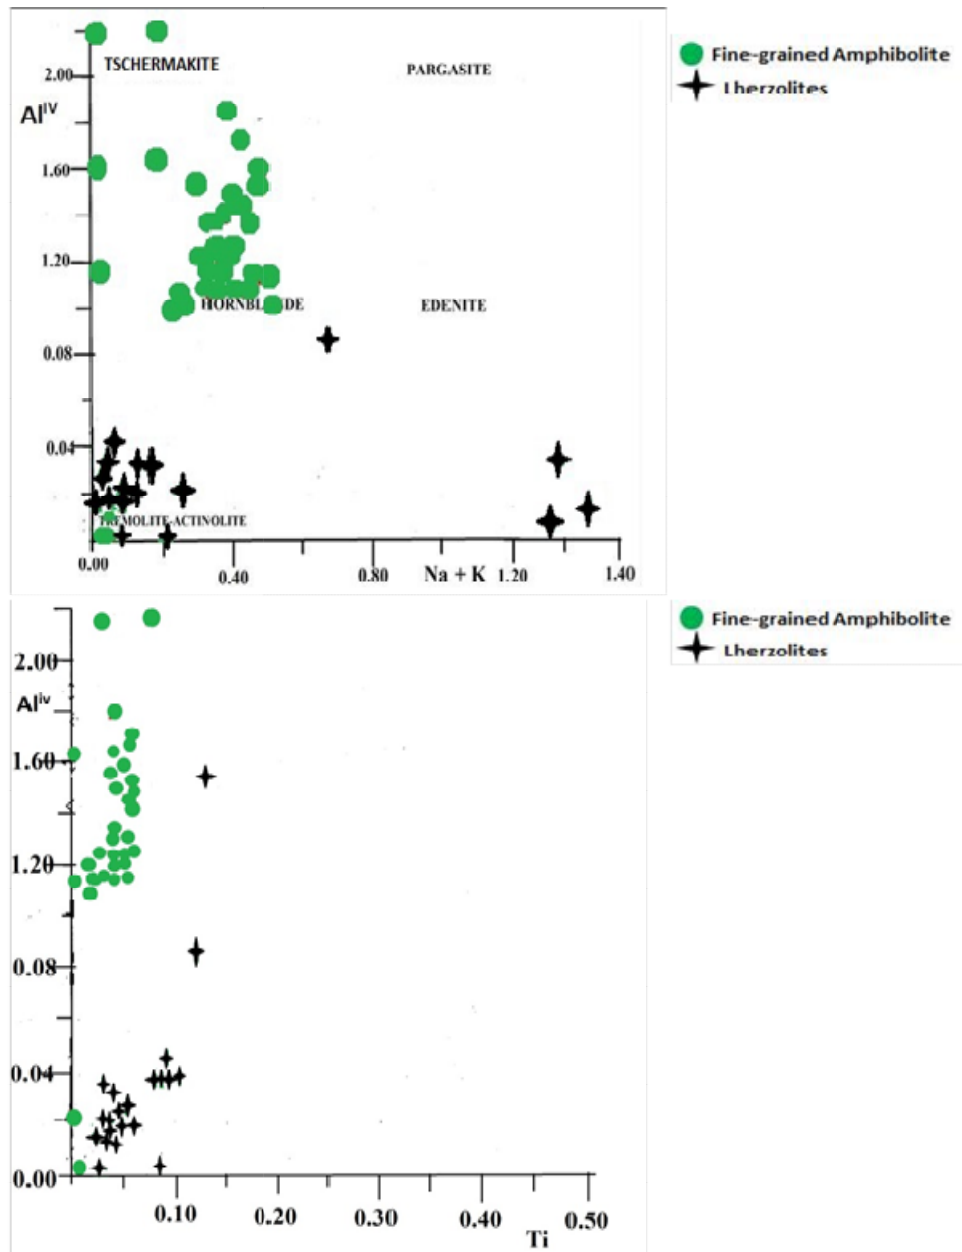 TSCHERMAKITE
PARGASITE
2.00
Al^IV
1.60
1.20
HORNBLENDE
EDENITE
0.08
0.04
TREMOLITE-ACTINOLITE
0.00
0.40
0.80
Na + K
1.20
1.40
Fine-grained Amphibolite
Lherzolites
2.00
Al^iv
1.60
1.20
0.08
0.04
0.00
0.10
0.20
0.30
0.40
0.50
Ti
Fine-grained Amphibolite
Lherzolites